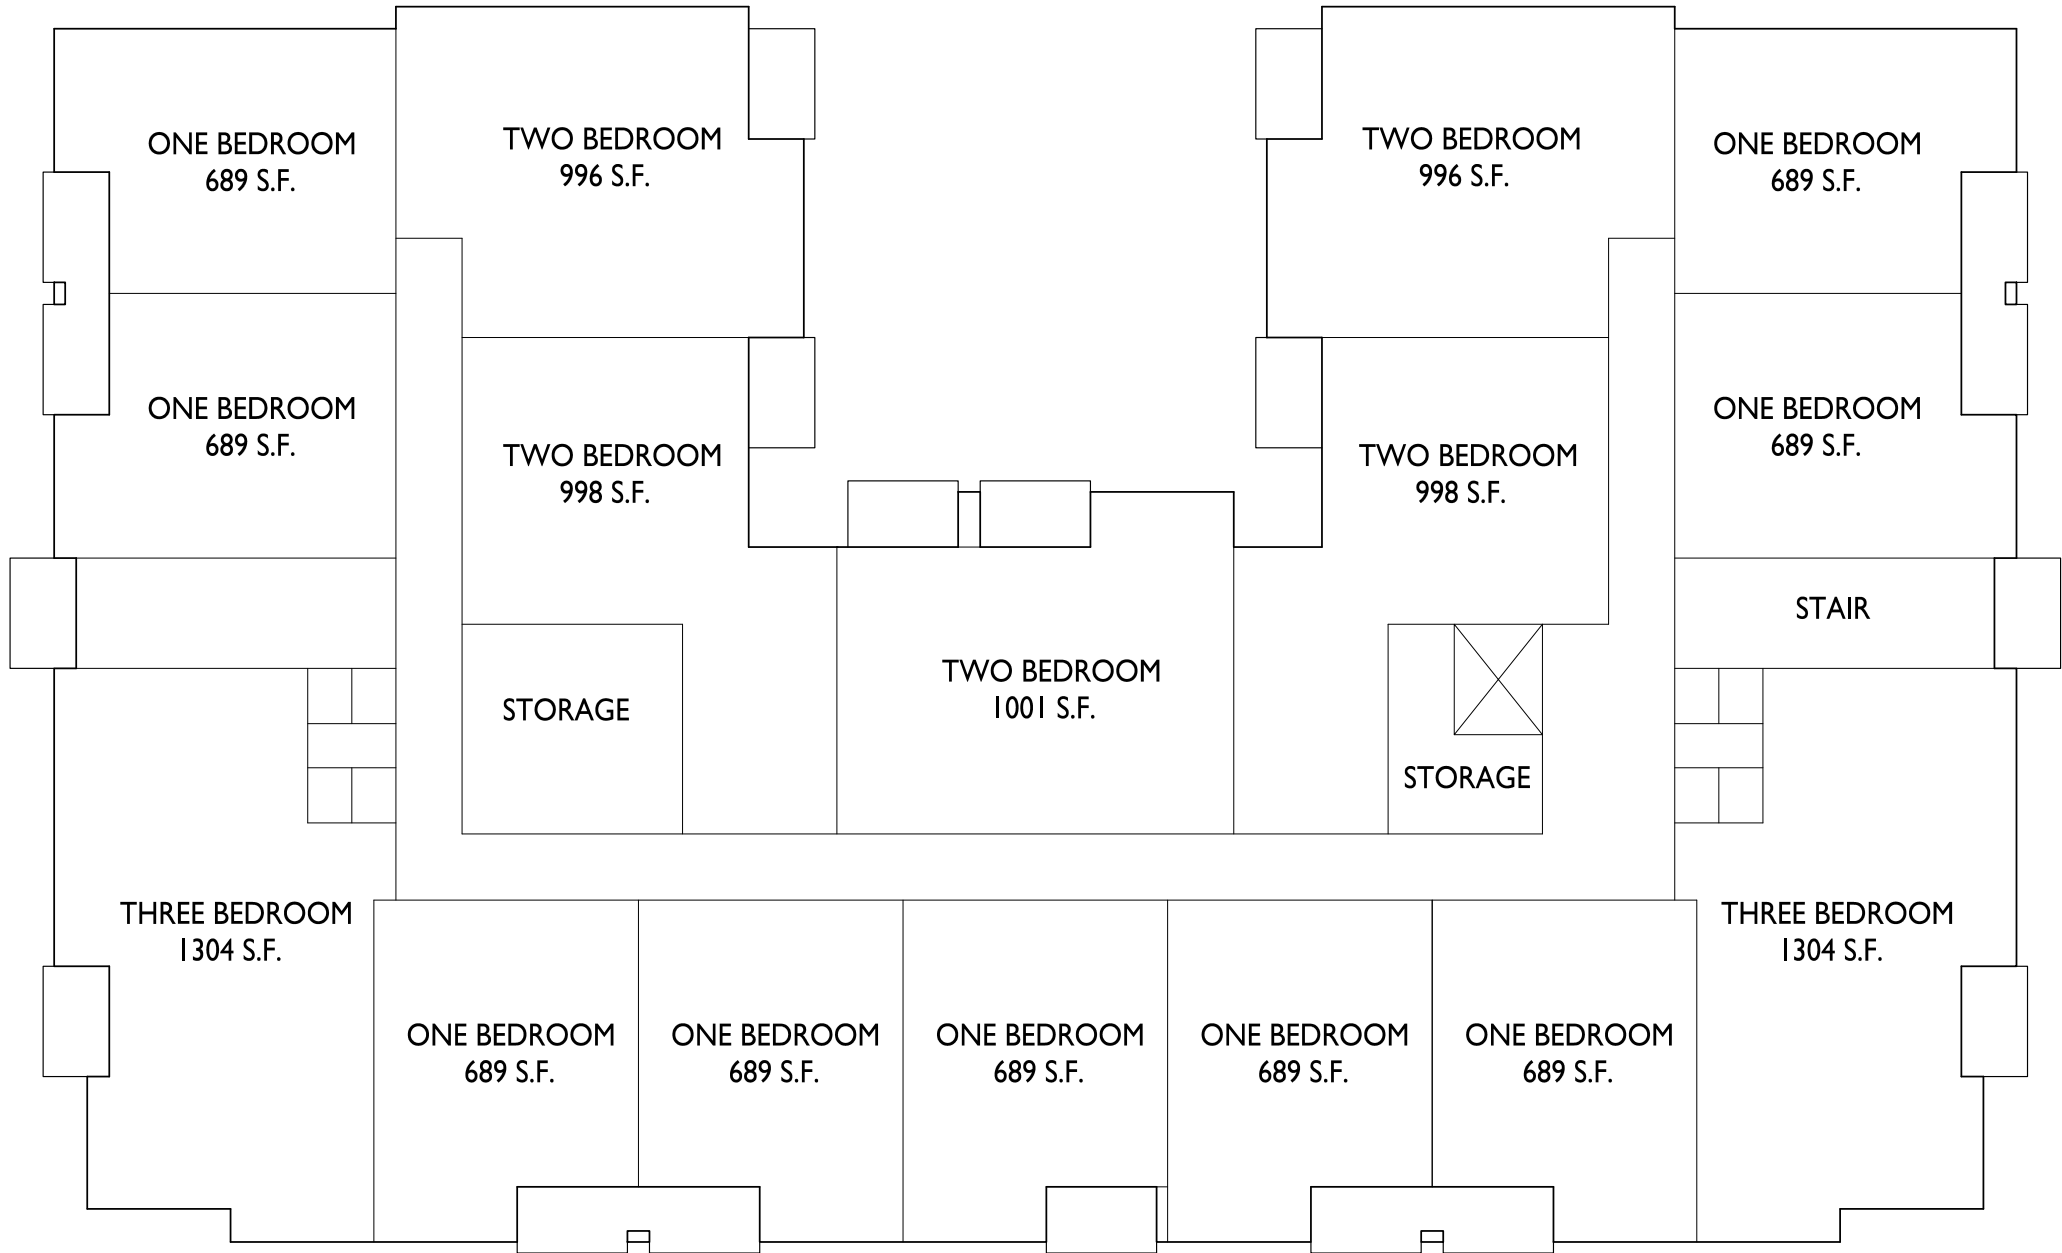 ONE BEDROOM
689 S.F.
TWO BEDROOM
996 S.F.
TWO BEDROOM
996 S.F.
ONE BEDROOM
689 S.F.
ONE BEDROOM
689 S.F.
TWO BEDROOM
998 S.F.
TWO BEDROOM
998 S.F.
ONE BEDROOM
689 S.F.
STAIR
STORAGE
TWO BEDROOM
1001 S.F.
STORAGE
THREE BEDROOM
1304 S.F.
THREE BEDROOM
1304 S.F.
ONE BEDROOM
689 S.F.
ONE BEDROOM
689 S.F.
ONE BEDROOM
689 S.F.
ONE BEDROOM
689 S.F.
ONE BEDROOM
689 S.F.